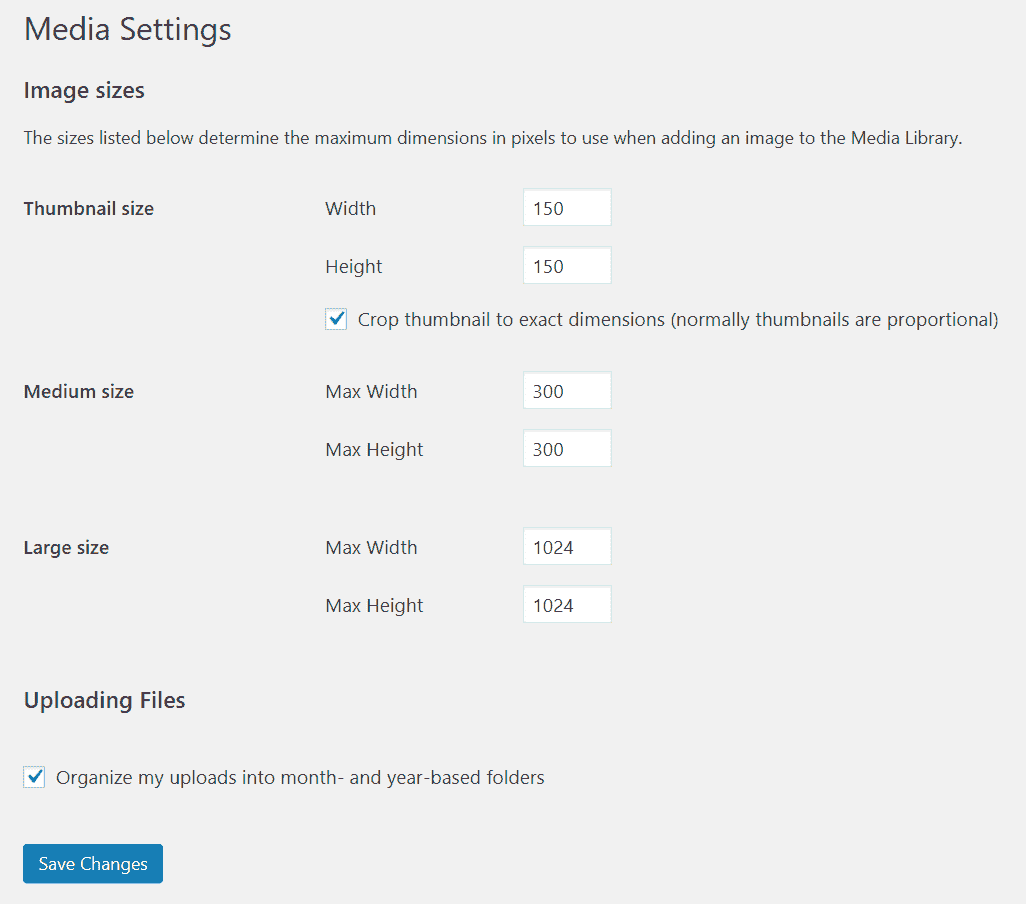 Media Settings
Image sizes
The sizes listed below determine the maximum dimensions in pixels to use when adding an image to the Media Library.
Thumbnail size Width 150
Height 150
Crop thumbnail to exact dimensions (normally thumbnails are proportional)
Medium size Max Width 300
Max Height 300
Large size Max Width 1024
Max Height 1024
Uploading Files
Organize my uploads into month- and year-based folders
Save Changes